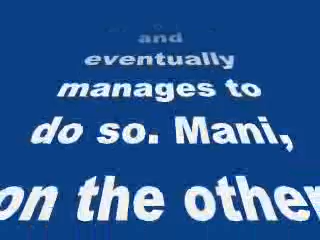 and
eventually
manages to
do so. Mani,
on the other